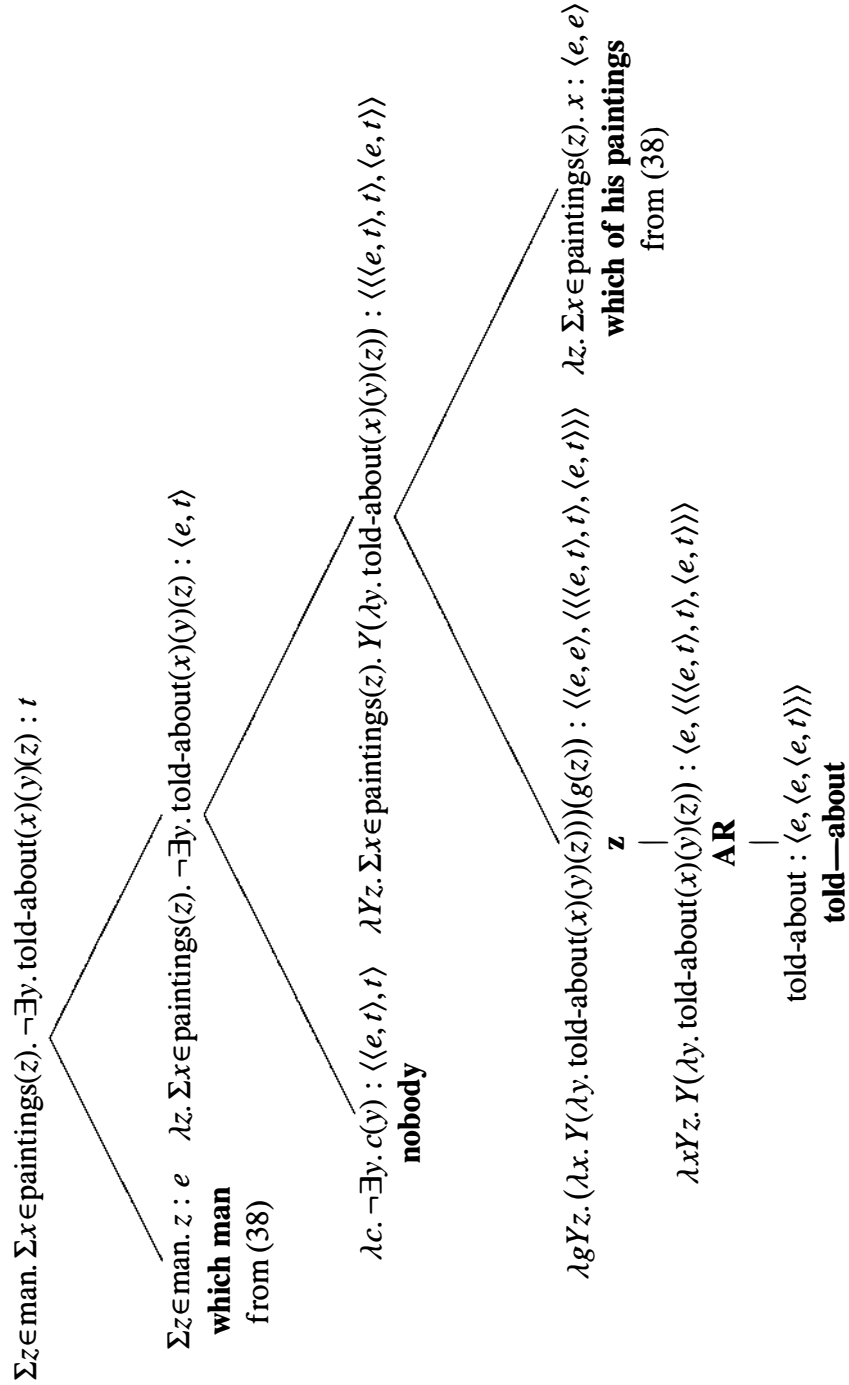 Σz∈man. Σx∈paintings(z). ¬∃y. told-about(x)(y)(z) : t
Σz∈man. z : e
which man
from (38)
λz. Σx∈paintings(z). ¬∃y. told-about(x)(y)(z) : ⟨e, t⟩
λc. ¬∃y. c(y) : ⟨⟨e, t⟩, t⟩
nobody
λYz. Σx∈paintings(z). Y(λy. told-about(x)(y)(z)) : ⟨⟨⟨e, t⟩, t⟩, ⟨e, t⟩⟩
λgYz. (λx. Y(λy. told-about(x)(y)(z)))(g(z)) : ⟨⟨e, e⟩, ⟨⟨⟨e, t⟩, t⟩, ⟨e, t⟩⟩⟩
z
λxYz. Y(λy. told-about(x)(y)(z)) : ⟨e, ⟨⟨⟨e, t⟩, t⟩, ⟨e, t⟩⟩⟩
AR
told-about : ⟨e, ⟨e, ⟨e, t⟩⟩⟩
told—about
λz. Σx∈paintings(z). x : ⟨e, e⟩
which of his paintings
from (38)